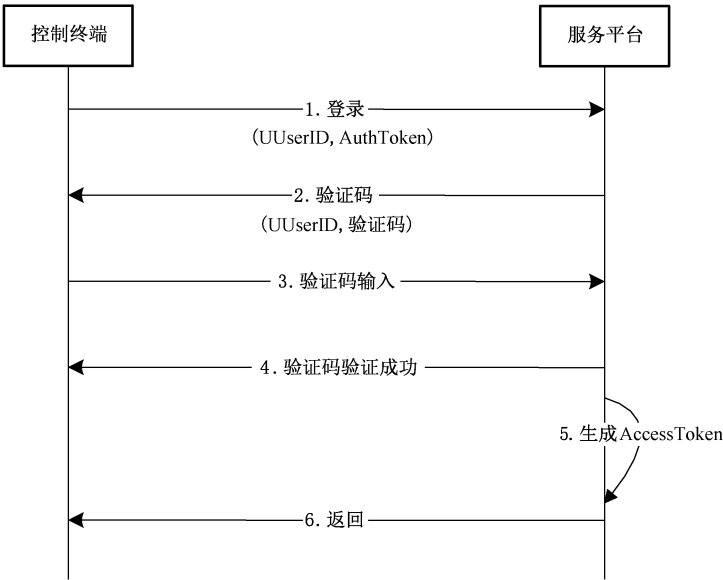 控制终端
服务平台
1. 登录
(UUserID, AuthToken)
2. 验证码
(UUserID, 验证码)
3. 验证码输入
4. 验证码验证成功
5. 生成AccessToken
6. 返回